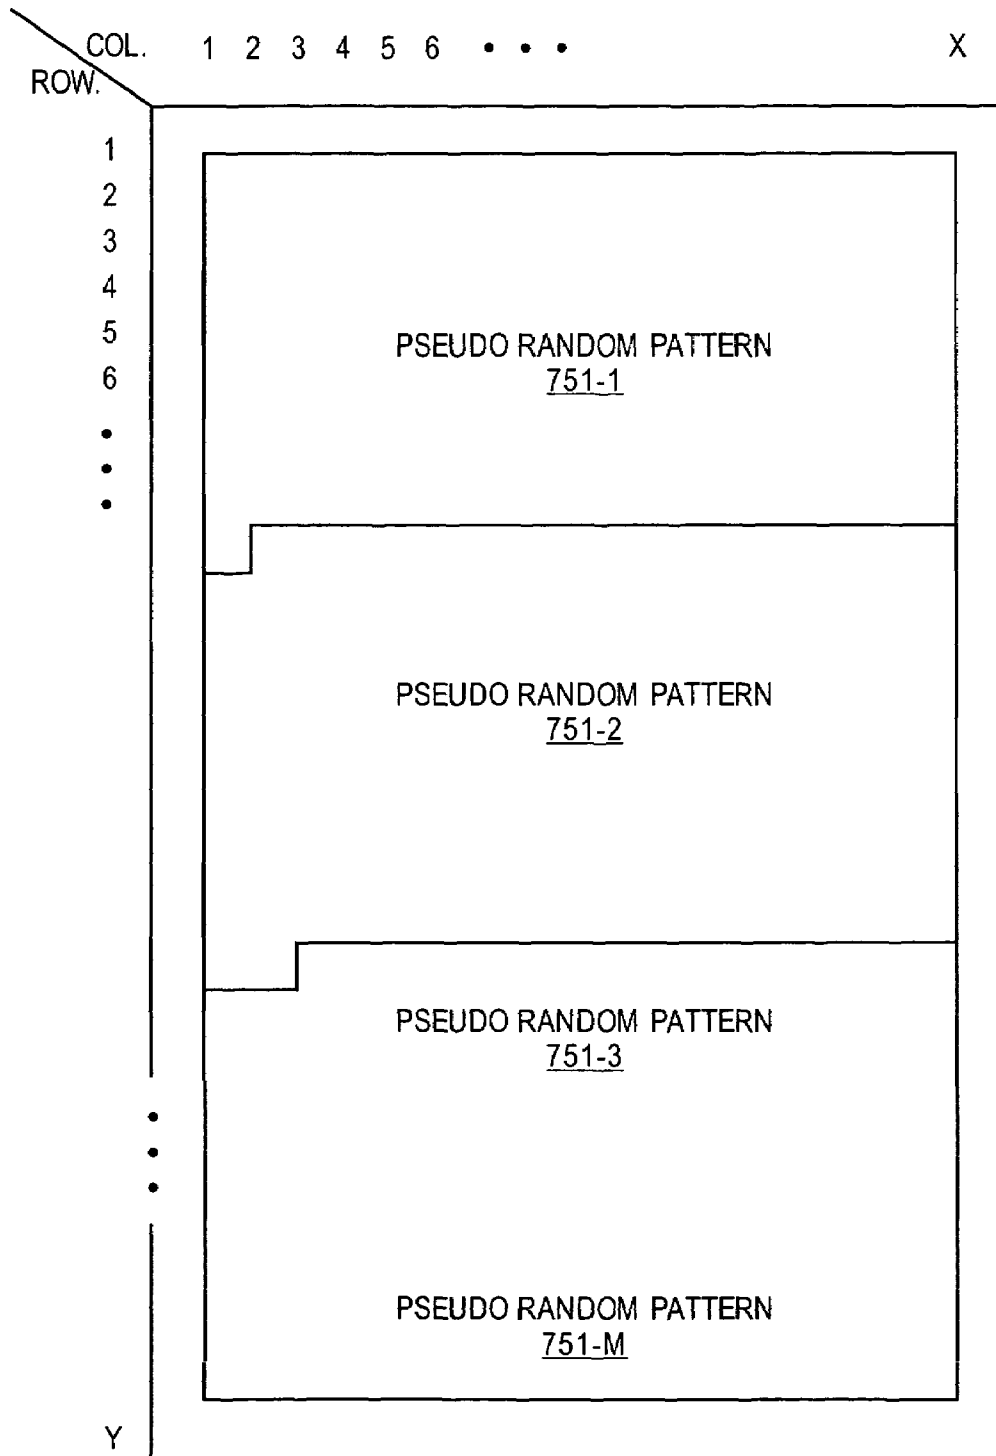 COL. 1 2 3 4 5 6 • • • X
ROW.
1
2
3
4
5
6
•
•
•
PSEUDO RANDOM PATTERN
751-1
PSEUDO RANDOM PATTERN
751-2
PSEUDO RANDOM PATTERN
751-3
•
•
•
PSEUDO RANDOM PATTERN
751-M
Y